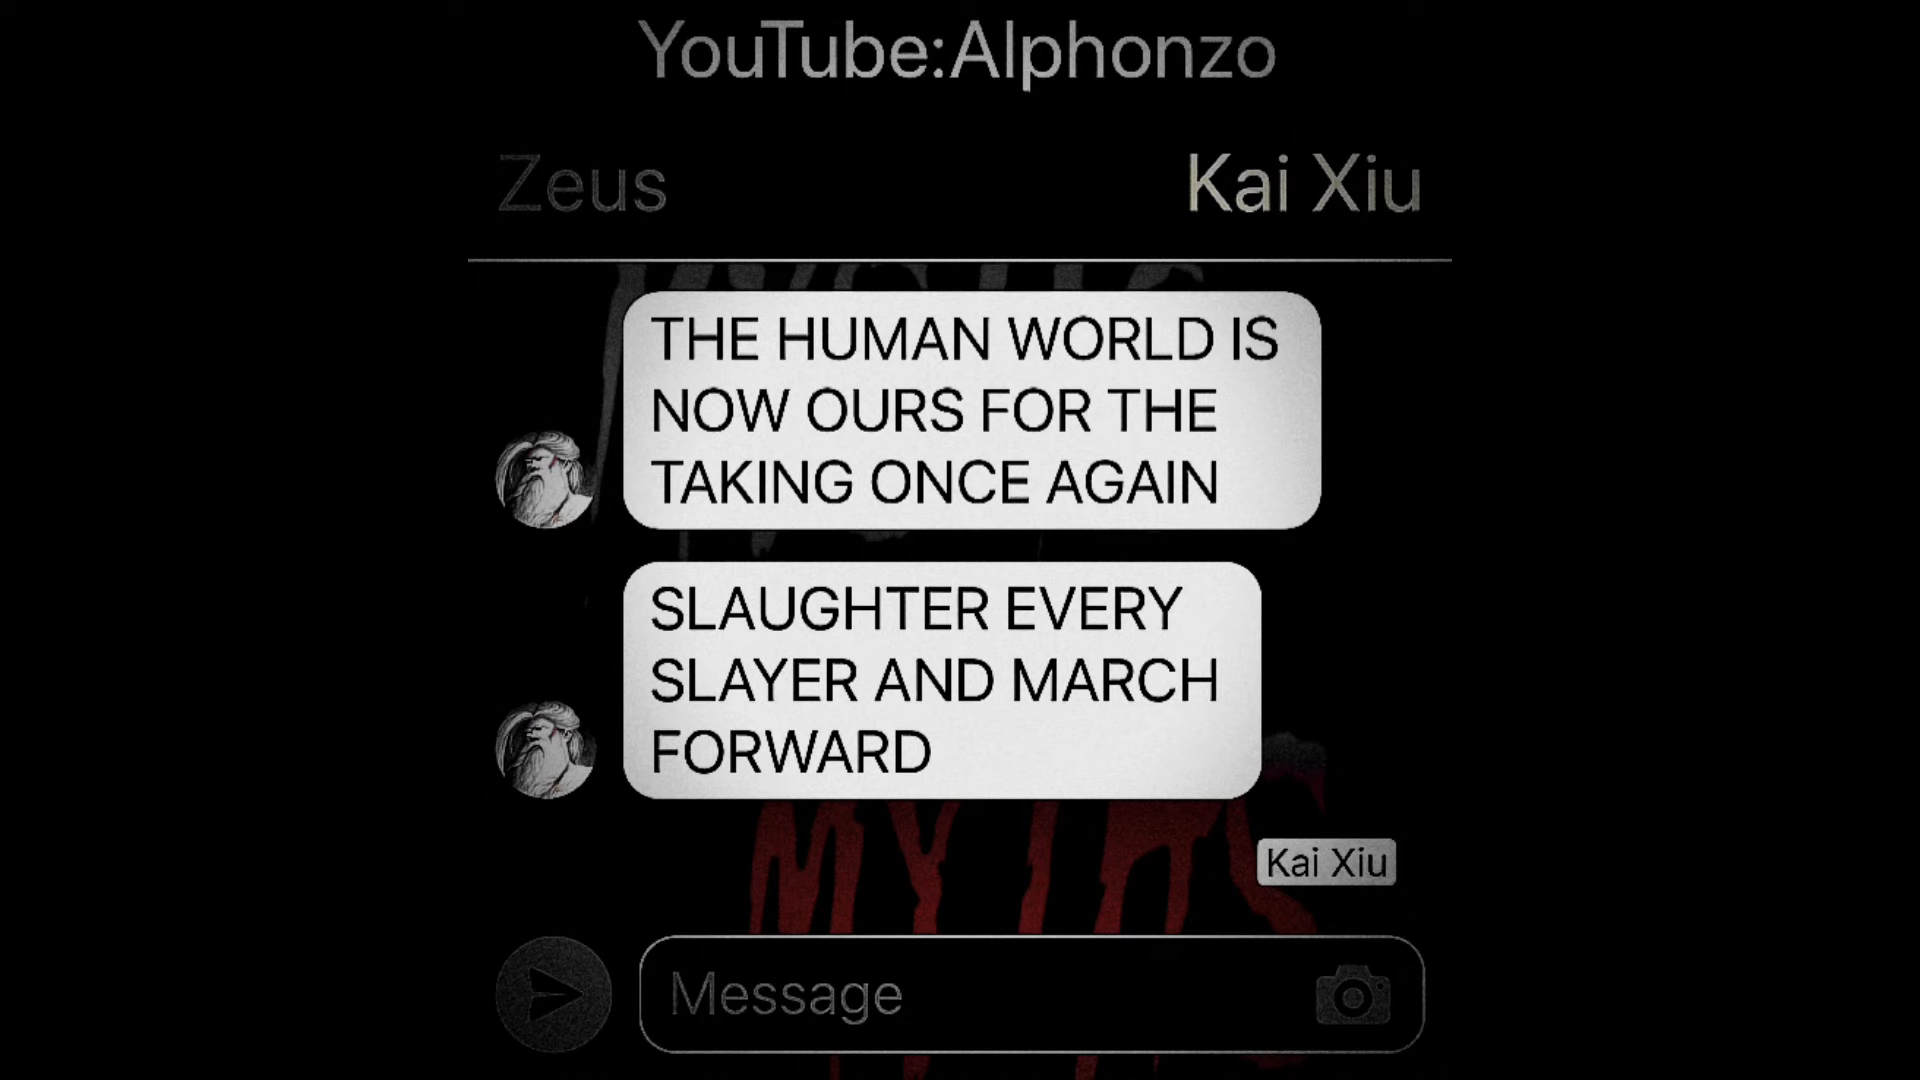 YouTube:Alphonzo
Zeus
Kai Xiu
THE HUMAN WORLD IS
NOW OURS FOR THE
TAKING ONCE AGAIN
SLAUGHTER EVERY
SLAYER AND MARCH
FORWARD
MYTHS
Kai Xiu
Message